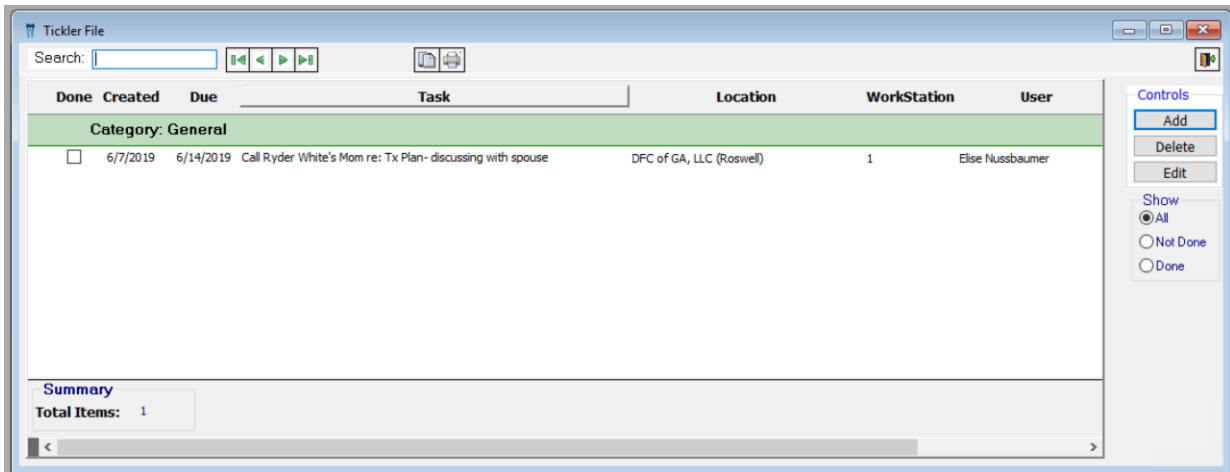 Tickler File
Search:
Done Created Due Task Location WorkStation User
Category: General
6/7/2019 6/14/2019 Call Ryder White's Mom re: Tx Plan- discussing with spouse DFC of GA, LLC (Roswell) 1 Elise Nussbaumer
Summary
Total Items: 1
Controls
Add
Delete
Edit
Show
All
Not Done
Done